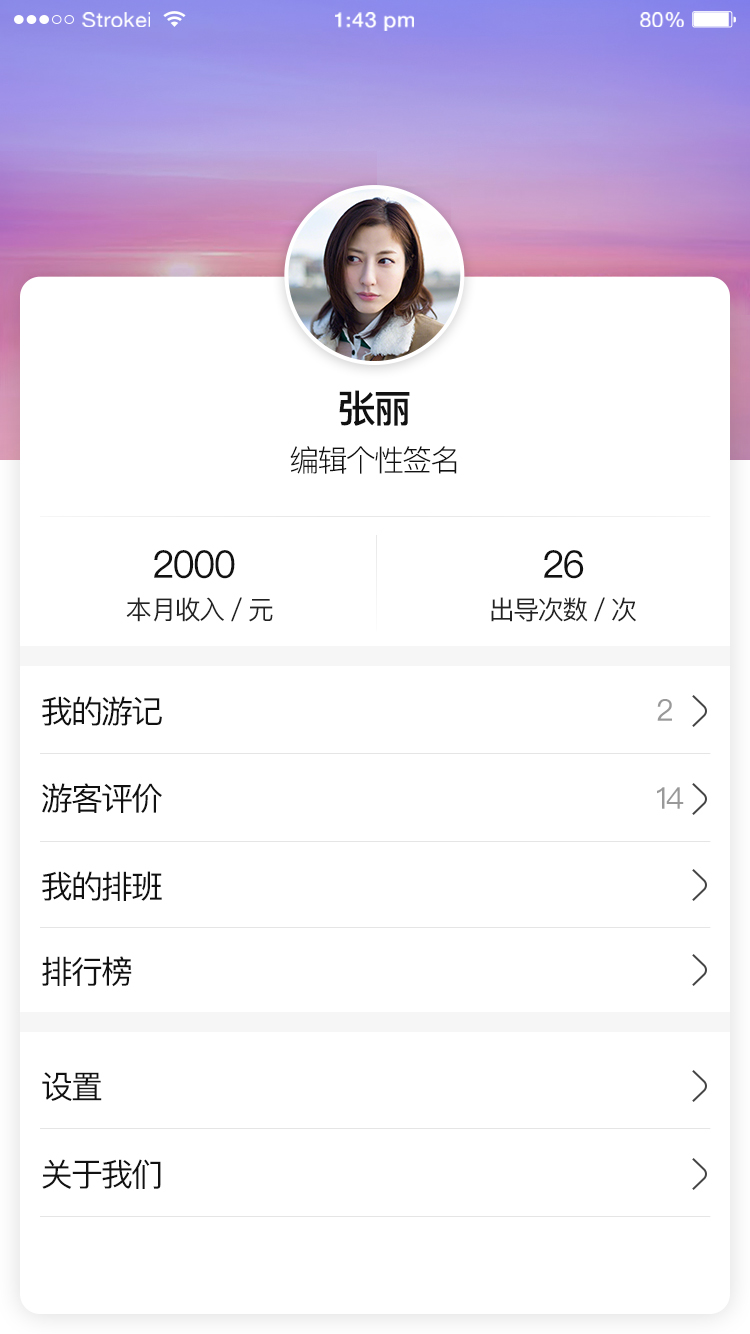 Strokei 1:43 pm 80%
张丽
编辑个性签名
2000 26
本月收入 / 元 出导次数 / 次
我的游记 2
游客评价 14
我的排班
排行榜
设置
关于我们